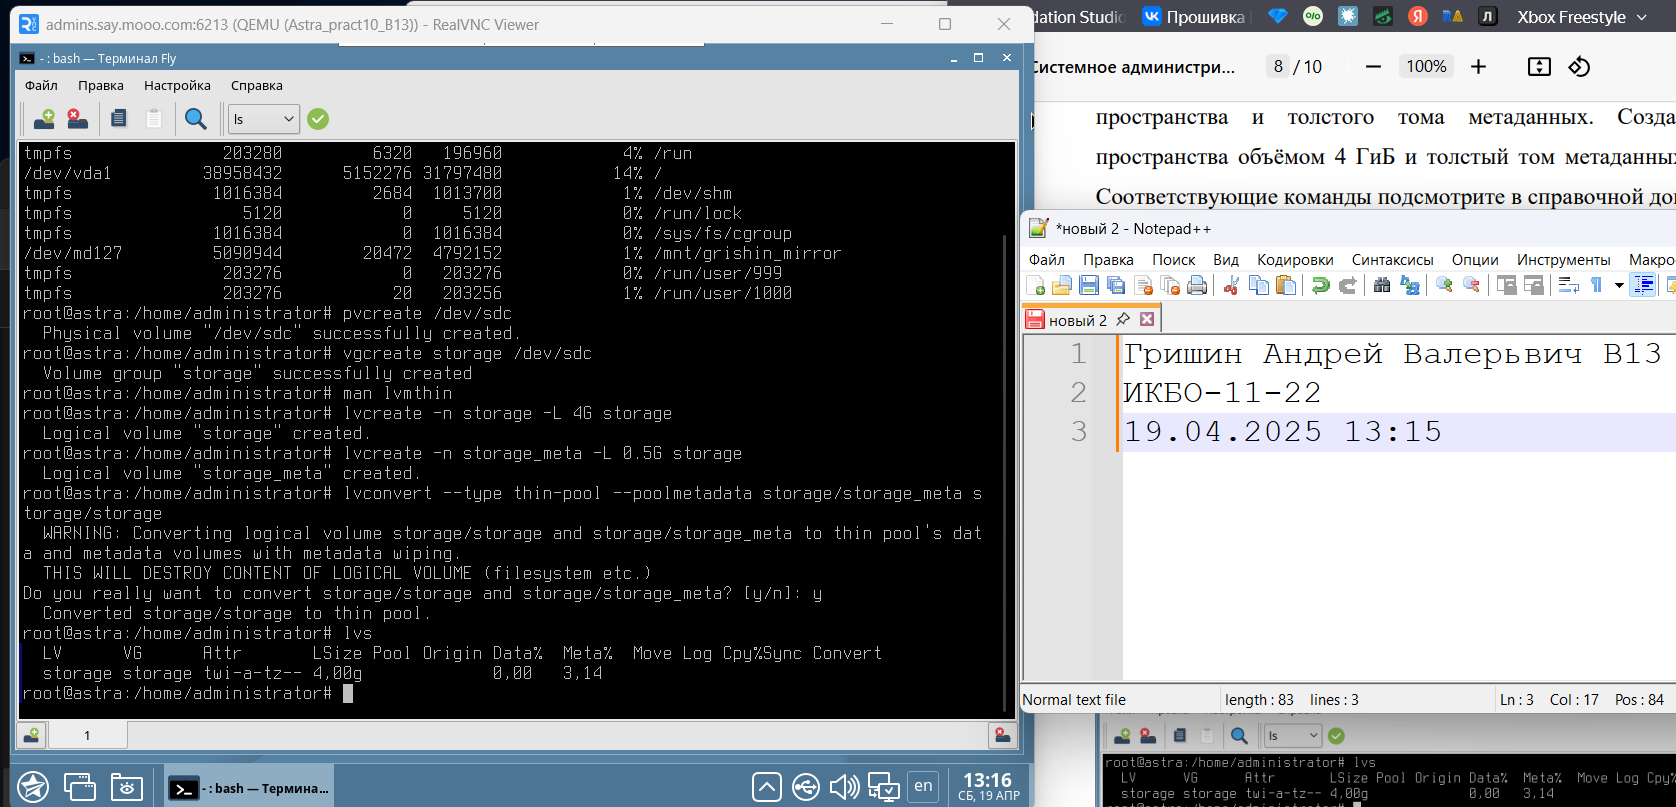 admins.say.mooo.com:6213 (QEMU (Astra_pract10_B13)) - RealVNC Viewer
- : bash — Терминал Fly
Файл Правка Настройка Справка
ls
tmpfs 203280 6320 196960 4% /run
/dev/vda1 38958432 5152276 31797480 14% /
tmpfs 1016384 2684 1013700 1% /dev/shm
tmpfs 5120 0 5120 0% /run/lock
tmpfs 1016384 0 1016384 0% /sys/fs/cgroup
/dev/md127 5090944 20472 4792152 1% /mnt/grishin_mirror
tmpfs 203276 0 203276 0% /run/user/999
tmpfs 203276 20 203256 1% /run/user/1000
root@astra:/home/administrator# pvcreate /dev/sdc
Physical volume "/dev/sdc" successfully created.
root@astra:/home/administrator# vgcreate storage /dev/sdc
Volume group "storage" successfully created
root@astra:/home/administrator# man lvmthin
root@astra:/home/administrator# lvcreate -n storage -L 4G storage
Logical volume "storage" created.
root@astra:/home/administrator# lvcreate -n storage_meta -L 0.5G storage
Logical volume "storage_meta" created.
root@astra:/home/administrator# lvconvert --type thin-pool --poolmetadata storage/storage_meta s
torage/storage
WARNING: Converting logical volume storage/storage and storage/storage_meta to thin pool's dat
a and metadata volumes with metadata wiping.
THIS WILL DESTROY CONTENT OF LOGICAL VOLUME (filesystem etc.)
Do you really want to convert storage/storage and storage/storage_meta? [y/n]: y
Converted storage/storage to thin pool.
root@astra:/home/administrator# lvs
LV VG Attr LSize Pool Origin Data% Meta% Move Log Cpy%Sync Convert
storage storage twi-a-tz-- 4,00g 0,00 3,14
root@astra:/home/administrator#
1
- : bash — Термина...
en
13:16
СБ, 19 АПР
dation Studio
Прошивка
Xbox Freestyle
Системное администри...
8 / 10
100%
пространства и толстого тома метаданных. Созда
пространства объёмом 4 ГиБ и толстый том метаданных
Соответствующие команды подсмотрите в справочной до
*новый 2 - Notepad++
Файл Правка Поиск Вид Кодировки Синтаксисы Опции Инструменты Макро
новый 2
1 Гришин Андрей Валерьвич В13
2 ИКБО-11-22
3 19.04.2025 13:15
Normal text file length : 83 lines : 3 Ln : 3 Col : 17 Pos : 84
ls
root@astra:/home/administrator# lvs
LV VG Attr LSize Pool Origin Data% Meta% Move Log Cpy%
storage storage twi-a-tz-- 4,00g 0,00 3,14